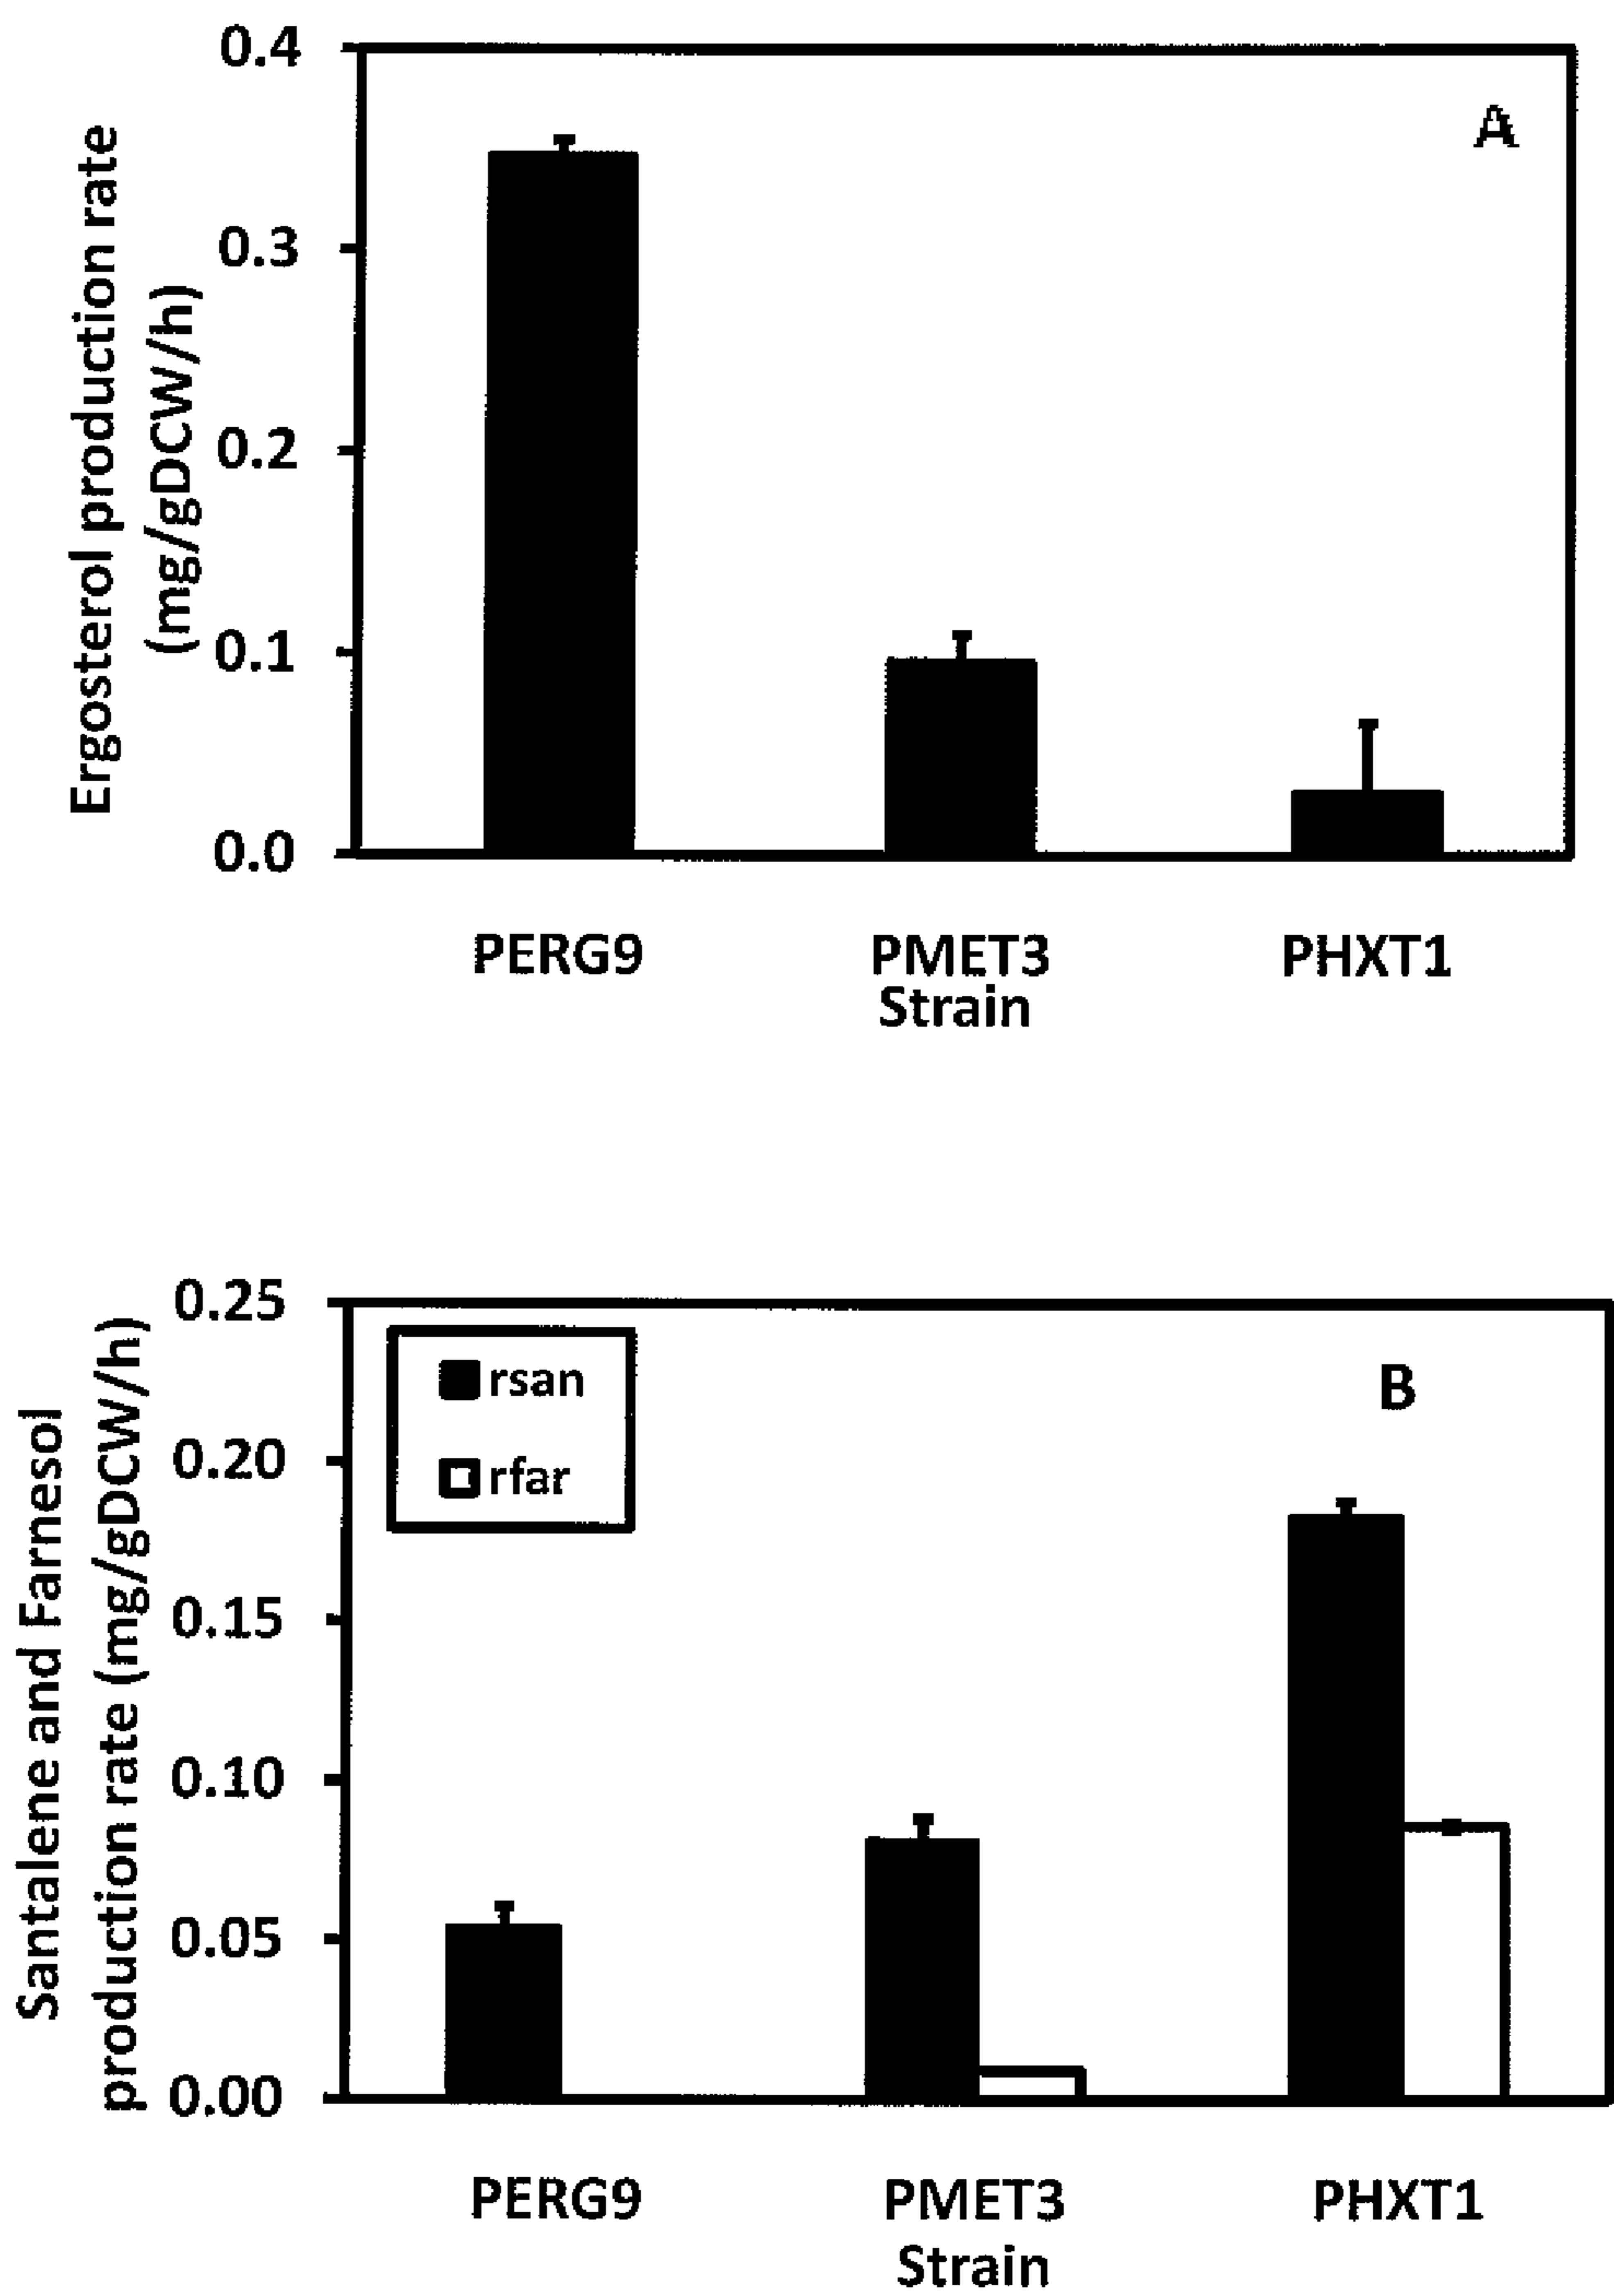 A
Ergosterol production rate
(mg/gDCW/h)
0.4
0.3
0.2
0.1
0.0
PERG9 PMET3 PHXT1
Strain
B
Santalene and Farnesol
production rate (mg/gDCW/h)
0.25
0.20
0.15
0.10
0.05
0.00
rsan
rfar
PERG9 PMET3 PHXT1
Strain